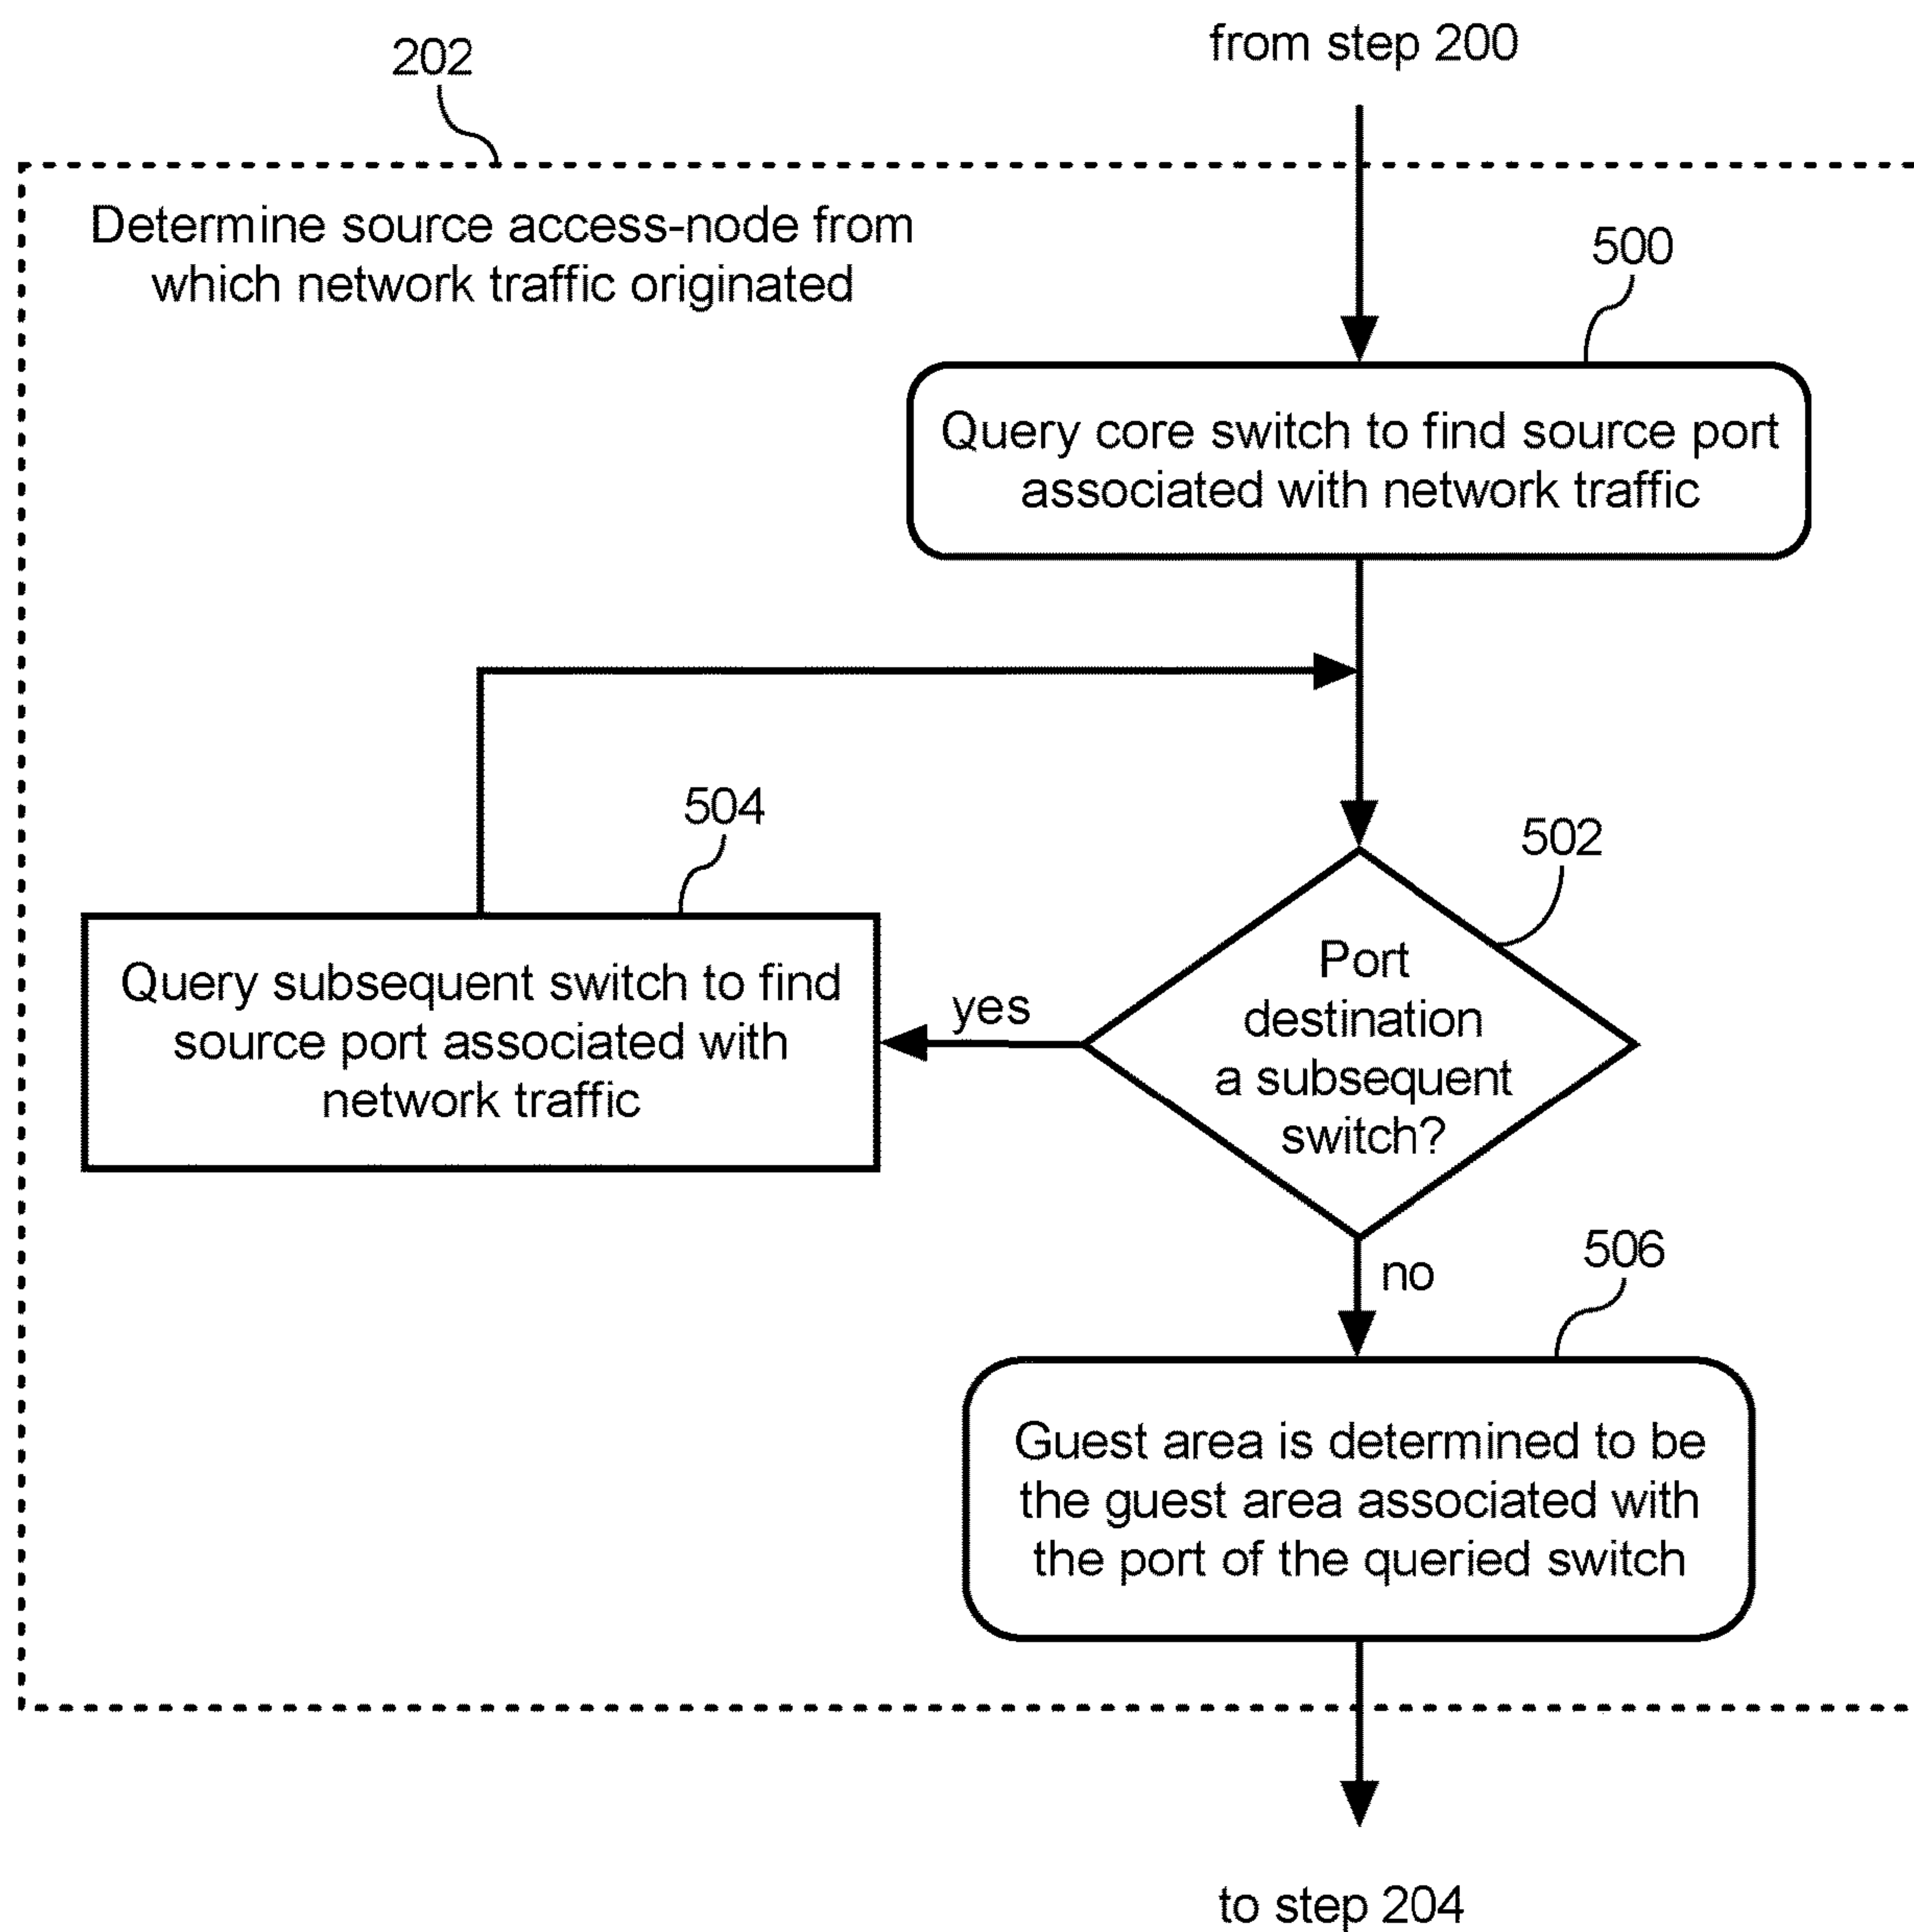 from step 200
202
Determine source access-node from
which network traffic originated
500
Query core switch to find source port
associated with network traffic
504
502
Query subsequent switch to find
source port associated with
network traffic
yes
Port
destination
a subsequent
switch?
no
506
Guest area is determined to be
the guest area associated with
the port of the queried switch
to step 204